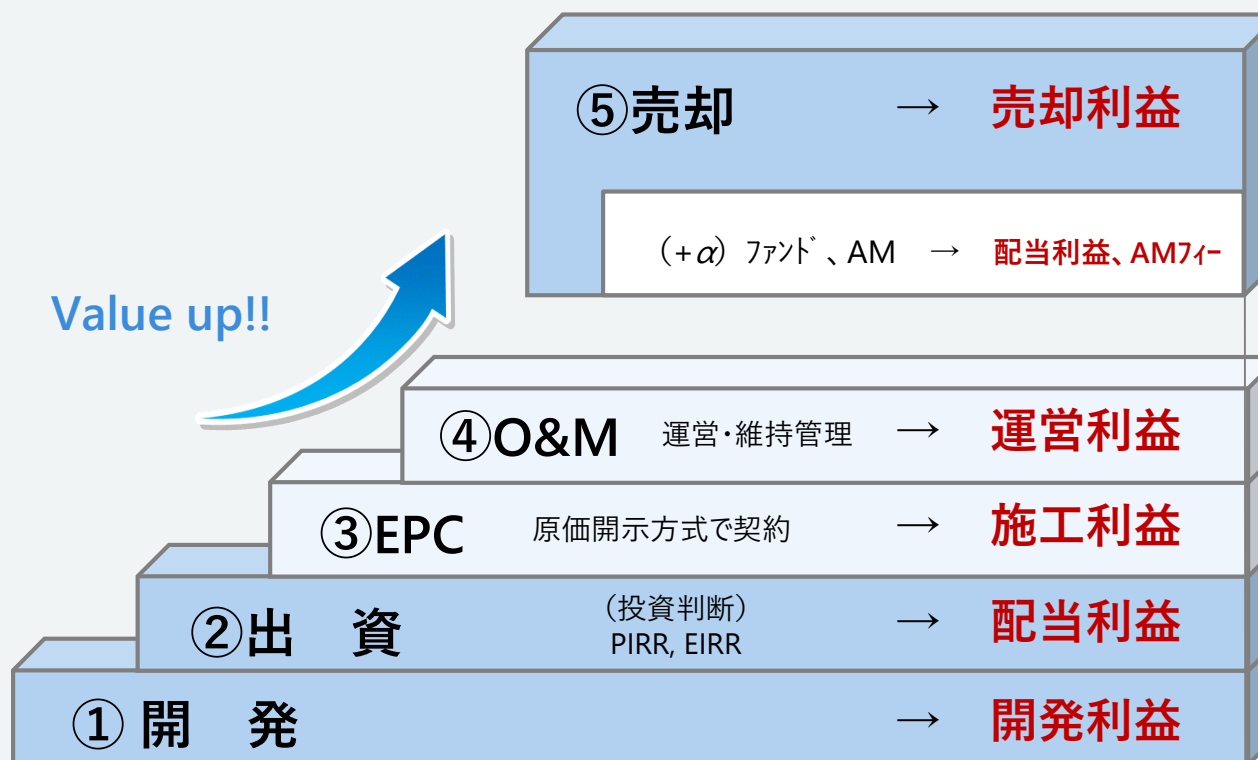 ⑤売却 → 売却利益
(+α) ﾌｧﾝﾄﾞ、AM → 配当利益、AMﾌｨｰ
Value up!!
④O&M 運営・維持管理 → 運営利益
③EPC 原価開示方式で契約 → 施工利益
②出　資 (投資判断) PIRR, EIRR → 配当利益
①開　発 → 開発利益